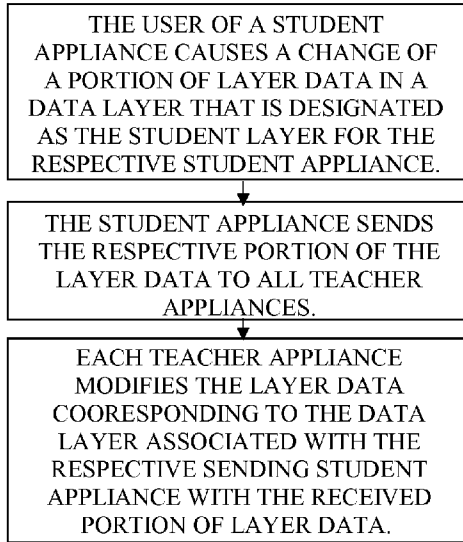 THE USER OF A STUDENT
APPLIANCE CAUSES A CHANGE OF
A PORTION OF LAYER DATA IN A
DATA LAYER THAT IS DESIGNATED
AS THE STUDENT LAYER FOR THE
RESPECTIVE STUDENT APPLIANCE.
THE STUDENT APPLIANCE SENDS
THE RESPECTIVE PORTION OF THE
LAYER DATA TO ALL TEACHER
APPLIANCES.
EACH TEACHER APPLIANCE
MODIFIES THE LAYER DATA
COORESPONDING TO THE DATA
LAYER ASSOCIATED WITH THE
RESPECTIVE SENDING STUDENT
APPLIANCE WITH THE RECEIVED
PORTION OF LAYER DATA.